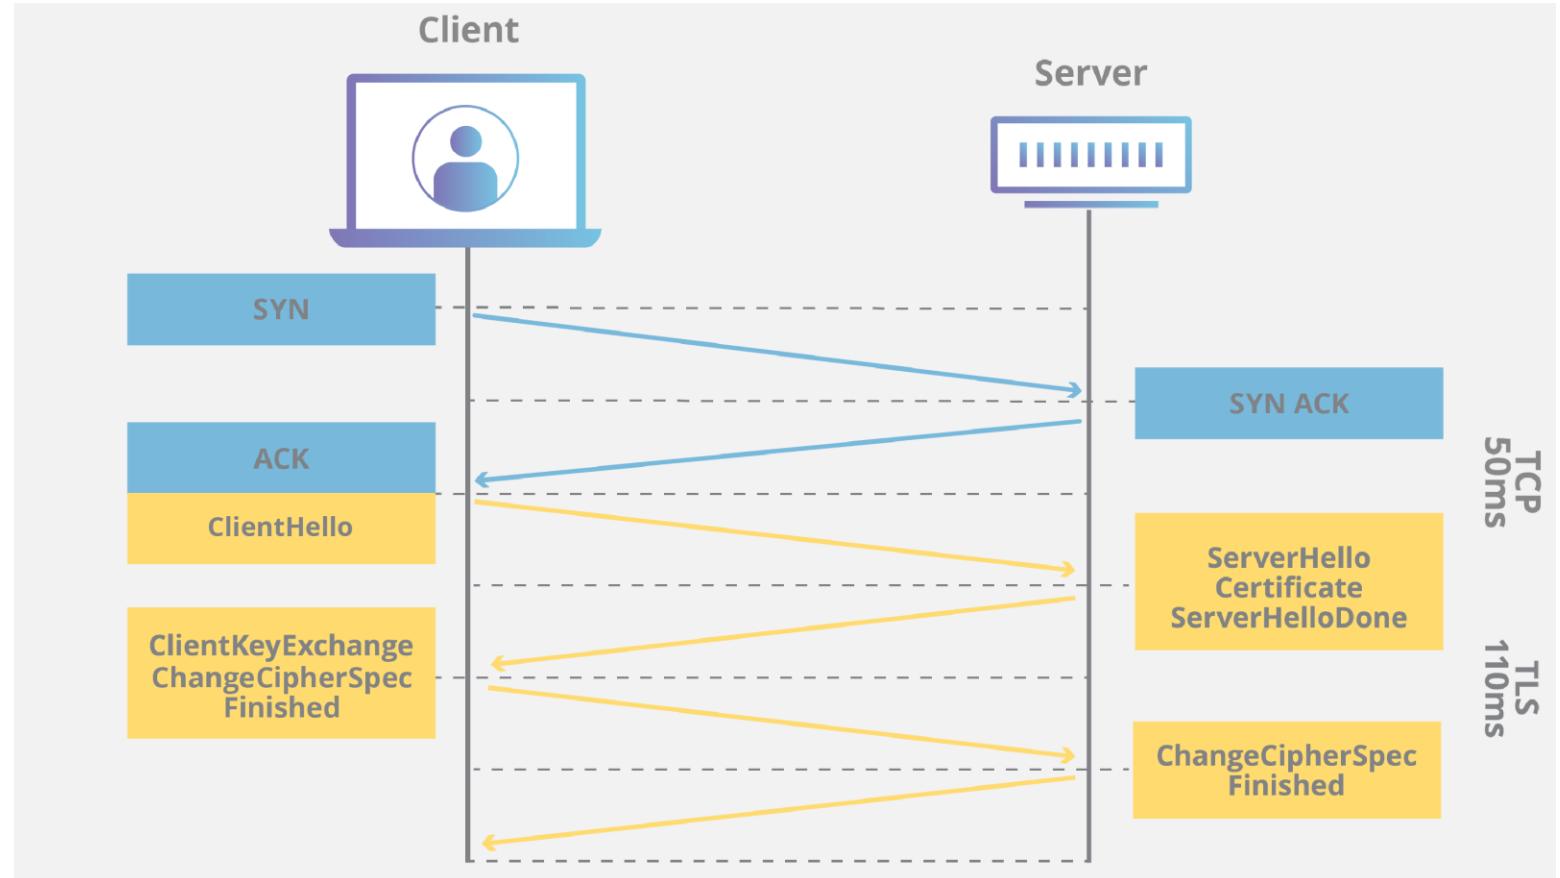 Client
Server
SYN
SYN ACK
ACK
ClientHello
TCP
50ms
ServerHello
Certificate
ServerHelloDone
ClientKeyExchange
ChangeCipherSpec
Finished
TLS
110ms
ChangeCipherSpec
Finished